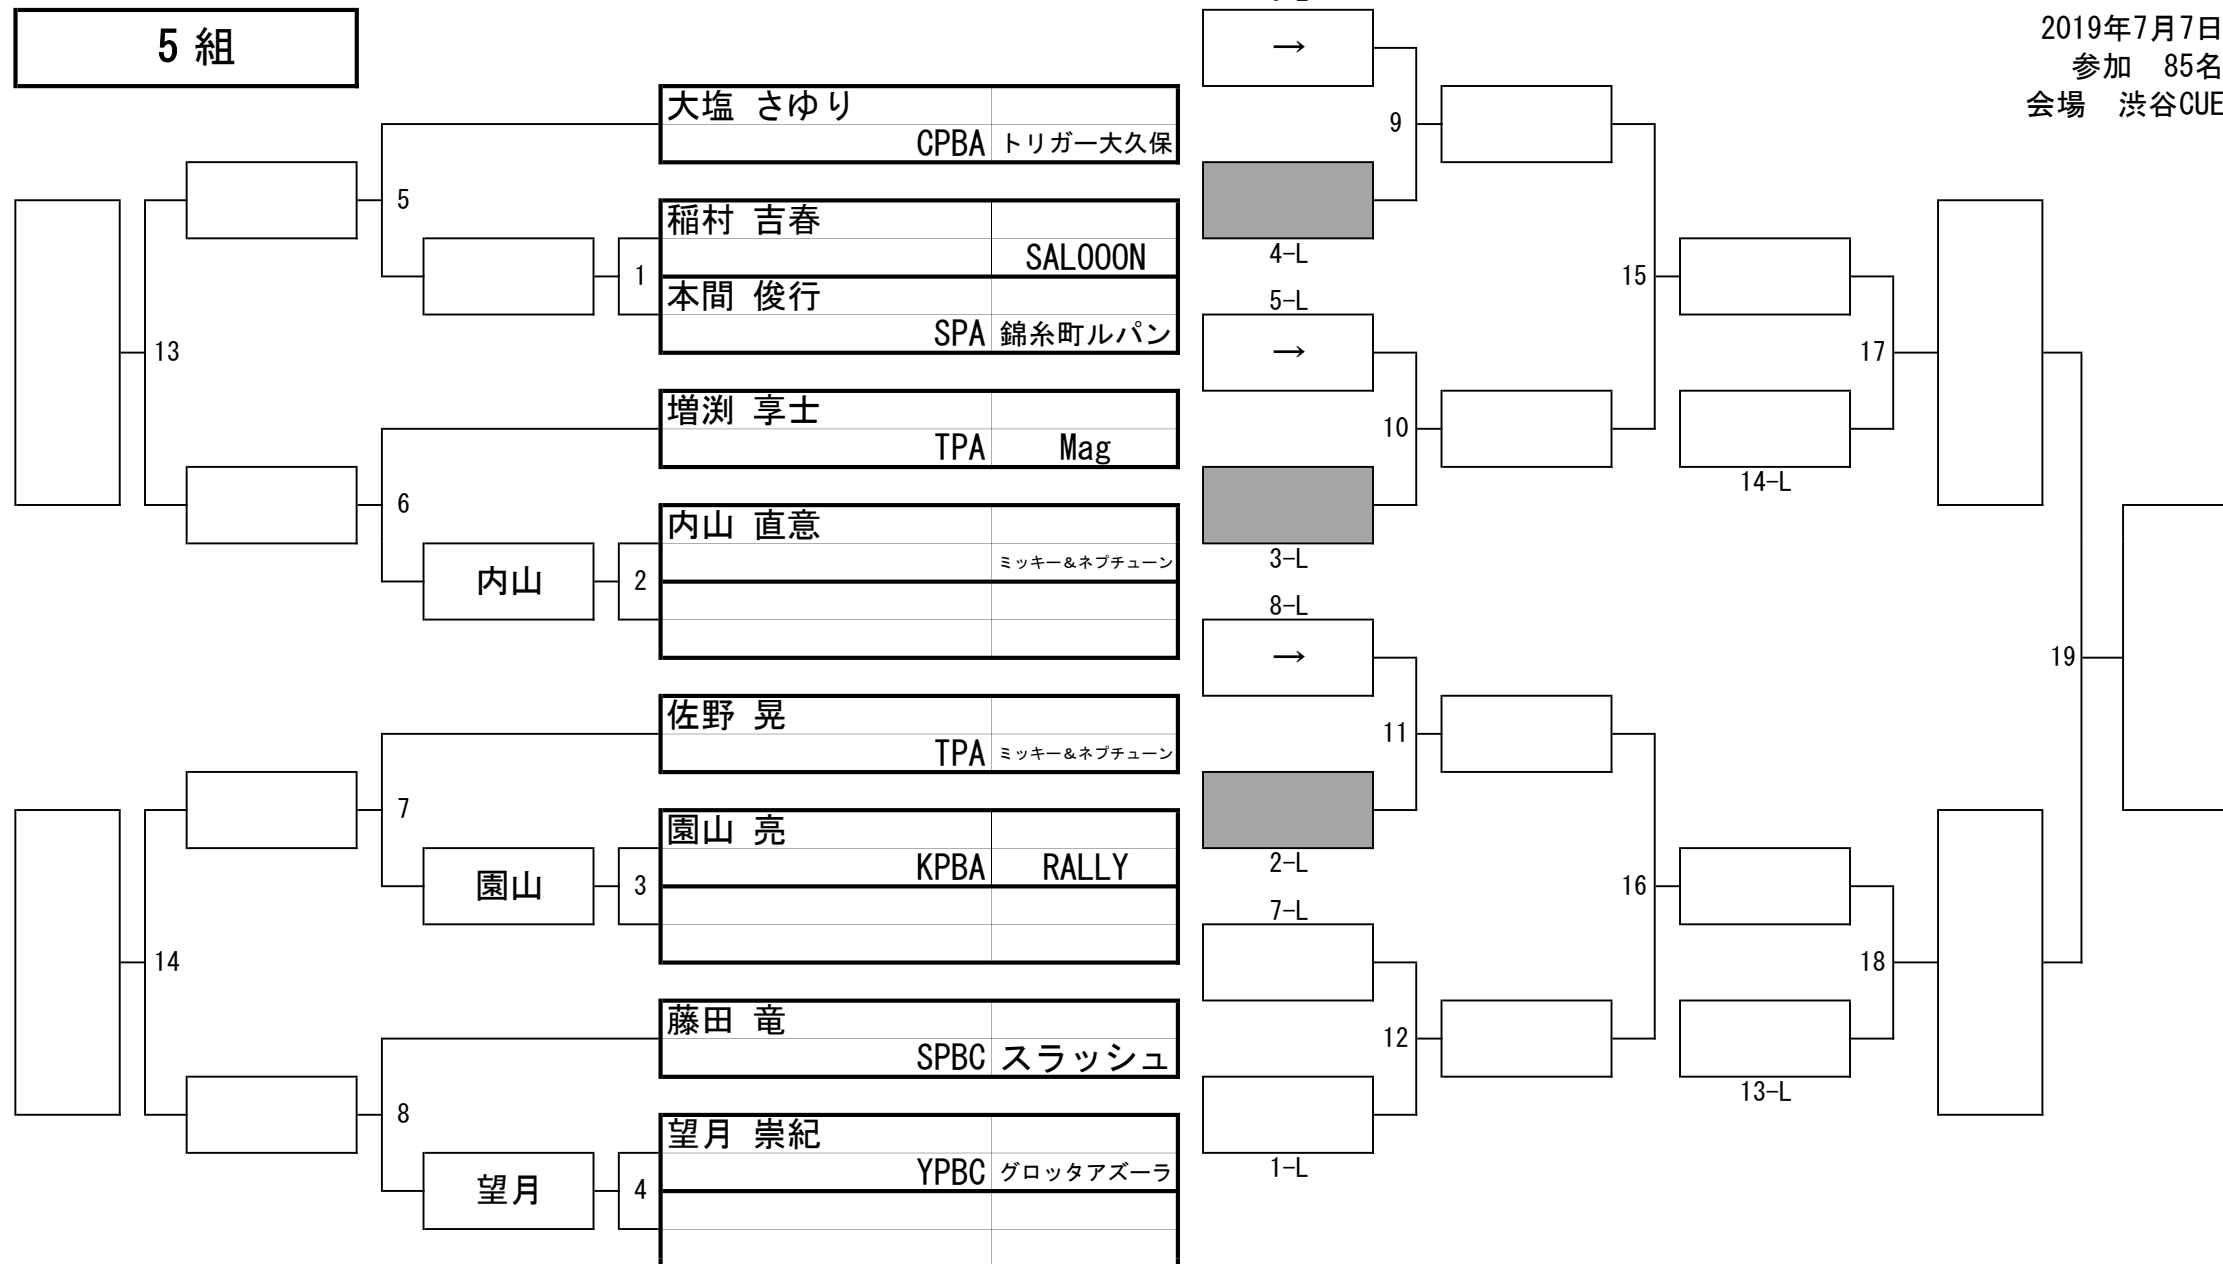 5 組
2019年7月7日
参加 85名
会場 渋谷CUE
大塩 さゆり
CPBA トリガー大久保
5
稲村 吉春
SALOOON
1
本間 俊行
SPA 錦糸町ルパン
13
増渕 享士
TPA Mag
6
内山 直意
ミッキー＆ネプチューン
内山
2
佐野 晃
TPA ミッキー＆ネプチューン
7
園山 亮
KPBA RALLY
園山
3
14
藤田 竜
SPBC スラッシュ
8
望月 崇紀
YPBC グロッタアズーラ
望月
4
→
9
4-L
5-L
→
10
3-L
8-L
→
11
2-L
7-L
12
1-L
15
17
14-L
16
18
13-L
19